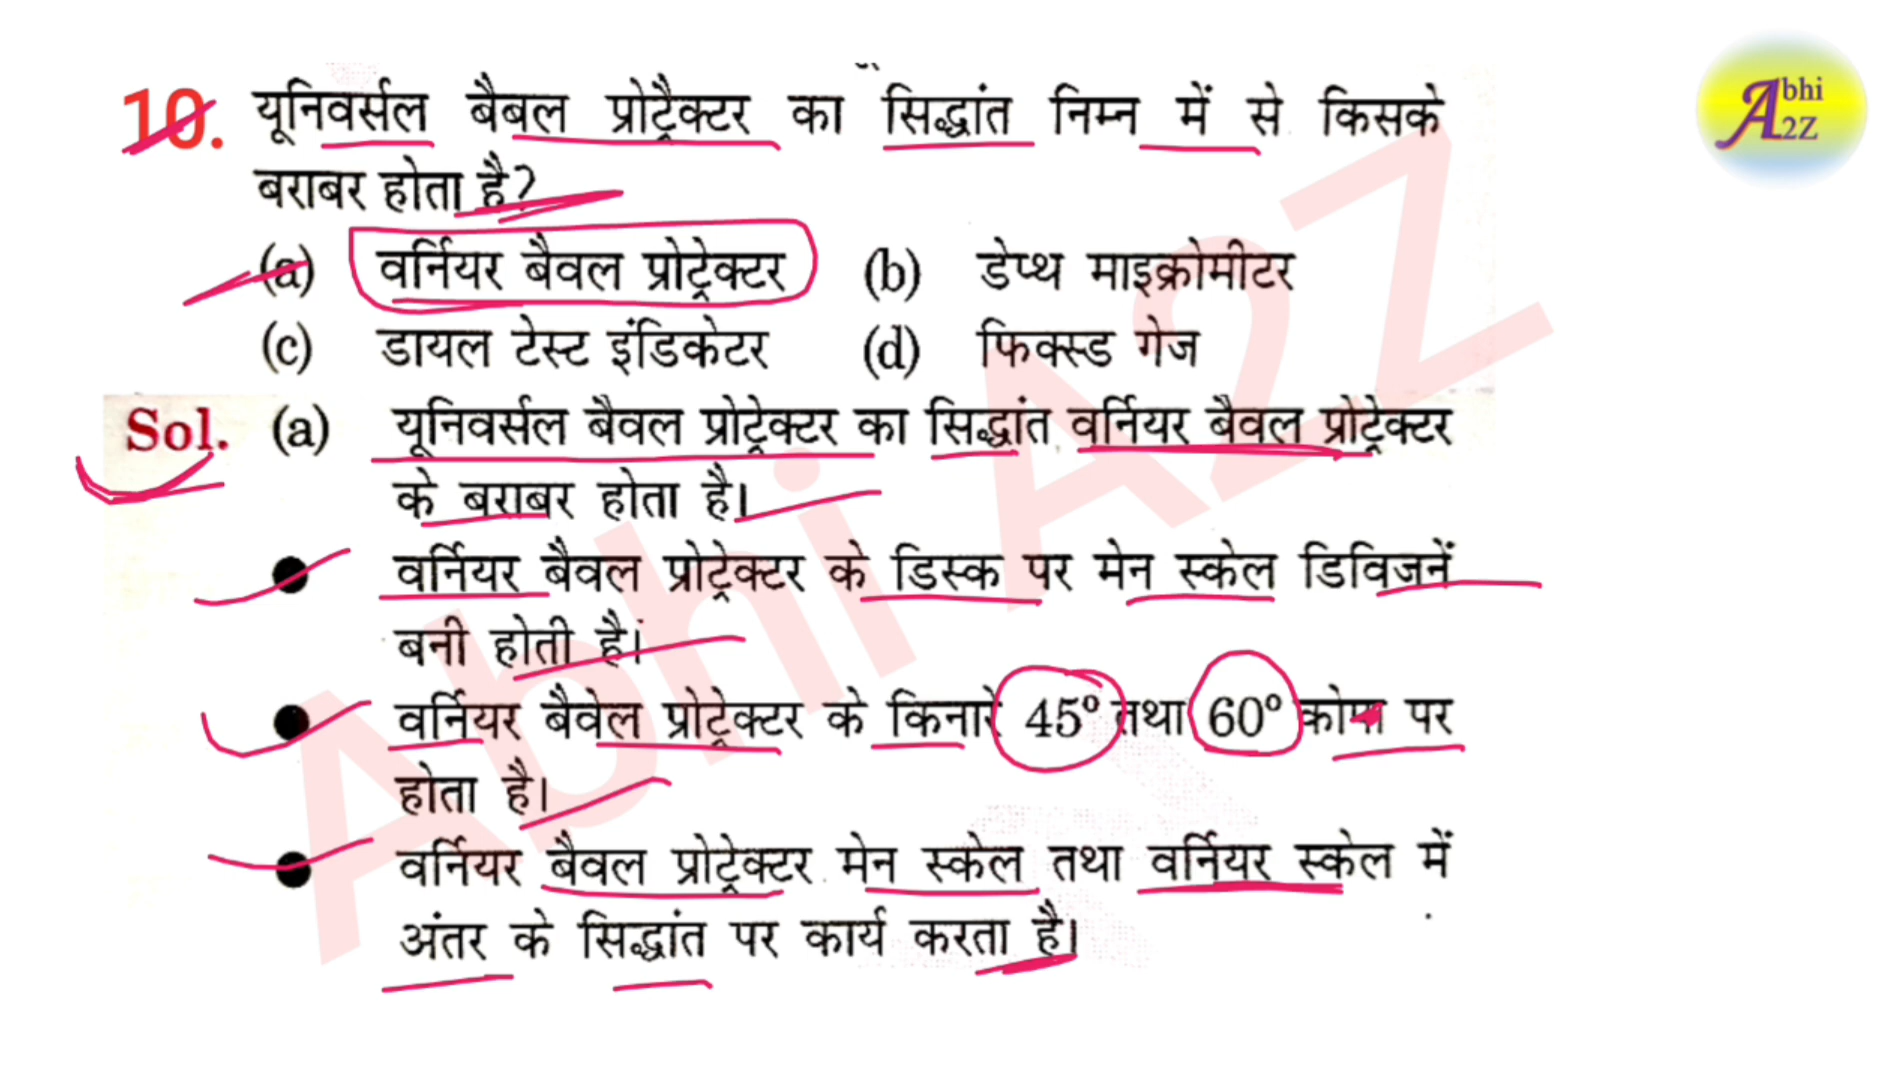 Abhi
A2Z
10. यूनिवर्सल बैबल प्रोट्रैक्टर का सिद्धांत निम्न में से किसके
बराबर होता है?
(a) वर्नियर बैवल प्रोट्रेक्टर (b) डेप्थ माइक्रोमीटर
(c) डायल टेस्ट इंडिकेटर (d) फिक्स्ड गेज
Sol. (a) यूनिवर्सल बैवल प्रोट्रेक्टर का सिद्धांत वर्नियर बैवल प्रोट्रेक्टर
के बराबर होता है।
● वर्नियर बैवल प्रोट्रेक्टर के डिस्क पर मेन स्केल डिविजनें
बनी होती है।
● वर्नियर बैवेल प्रोट्रेक्टर के किनारे 45° तथा 60° कोण पर
होता है।
● वर्नियर बैवल प्रोट्रेक्टर मेन स्केल तथा वर्नियर स्केल में
अंतर के सिद्धांत पर कार्य करता है।
Abhi A2Z